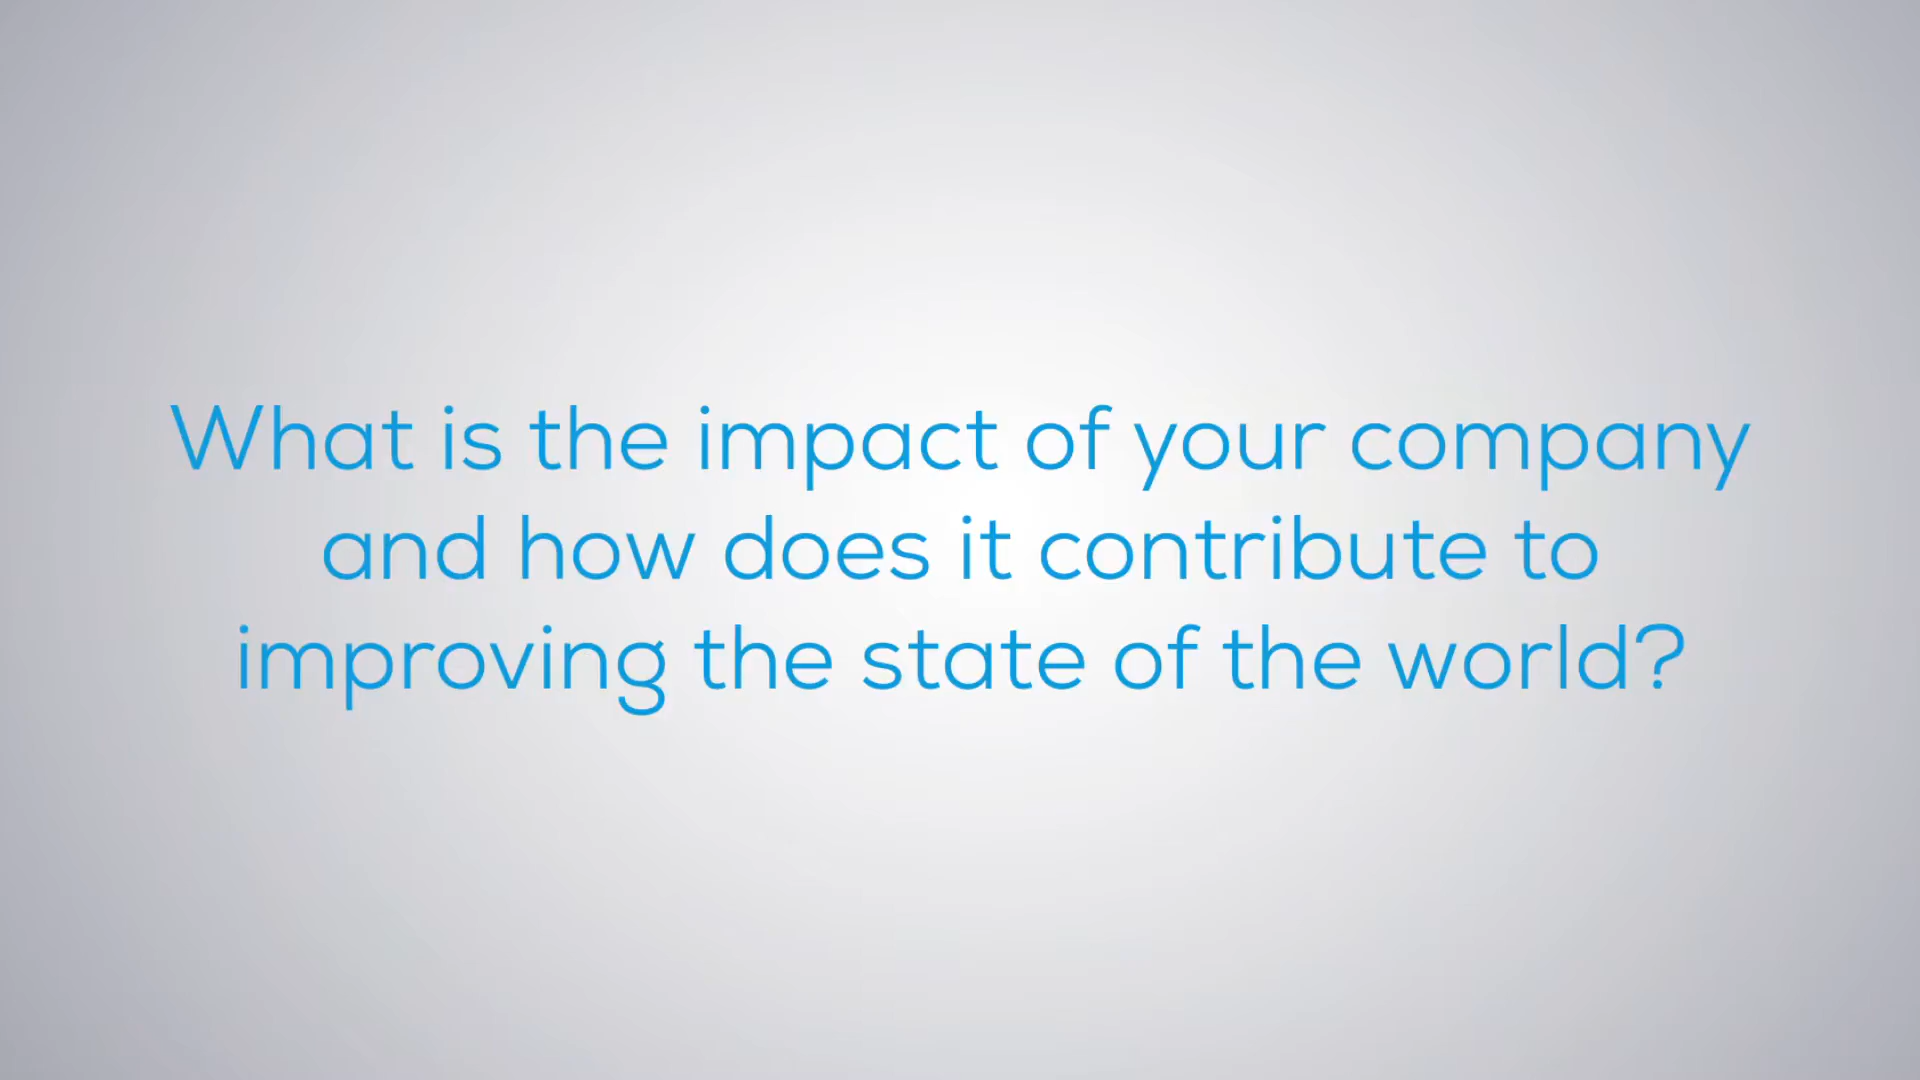 What is the impact of your company
and how does it contribute to
improving the state of the world?